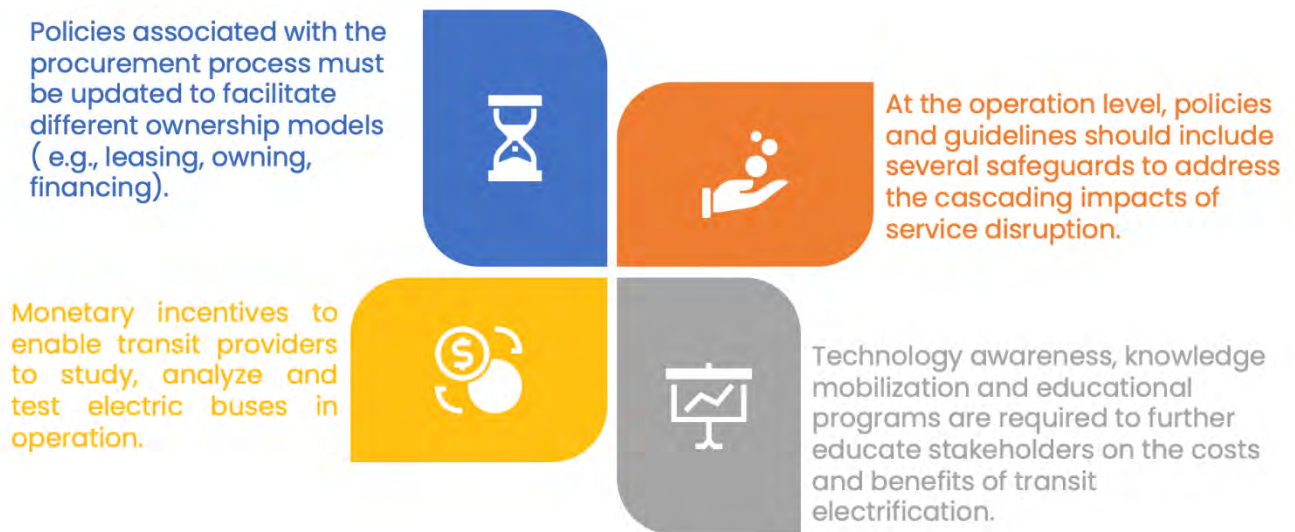 Policies associated with the
procurement process must
be updated to facilitate
different ownership models
( e.g., leasing, owning,
financing).
At the operation level, policies
and guidelines should include
several safeguards to address
the cascading impacts of
service disruption.
Monetary incentives to
enable transit providers
to study, analyze and
test electric buses in
operation.
$
Technology awareness, knowledge
mobilization and educational
programs are required to further
educate stakeholders on the costs
and benefits of transit
electrification.